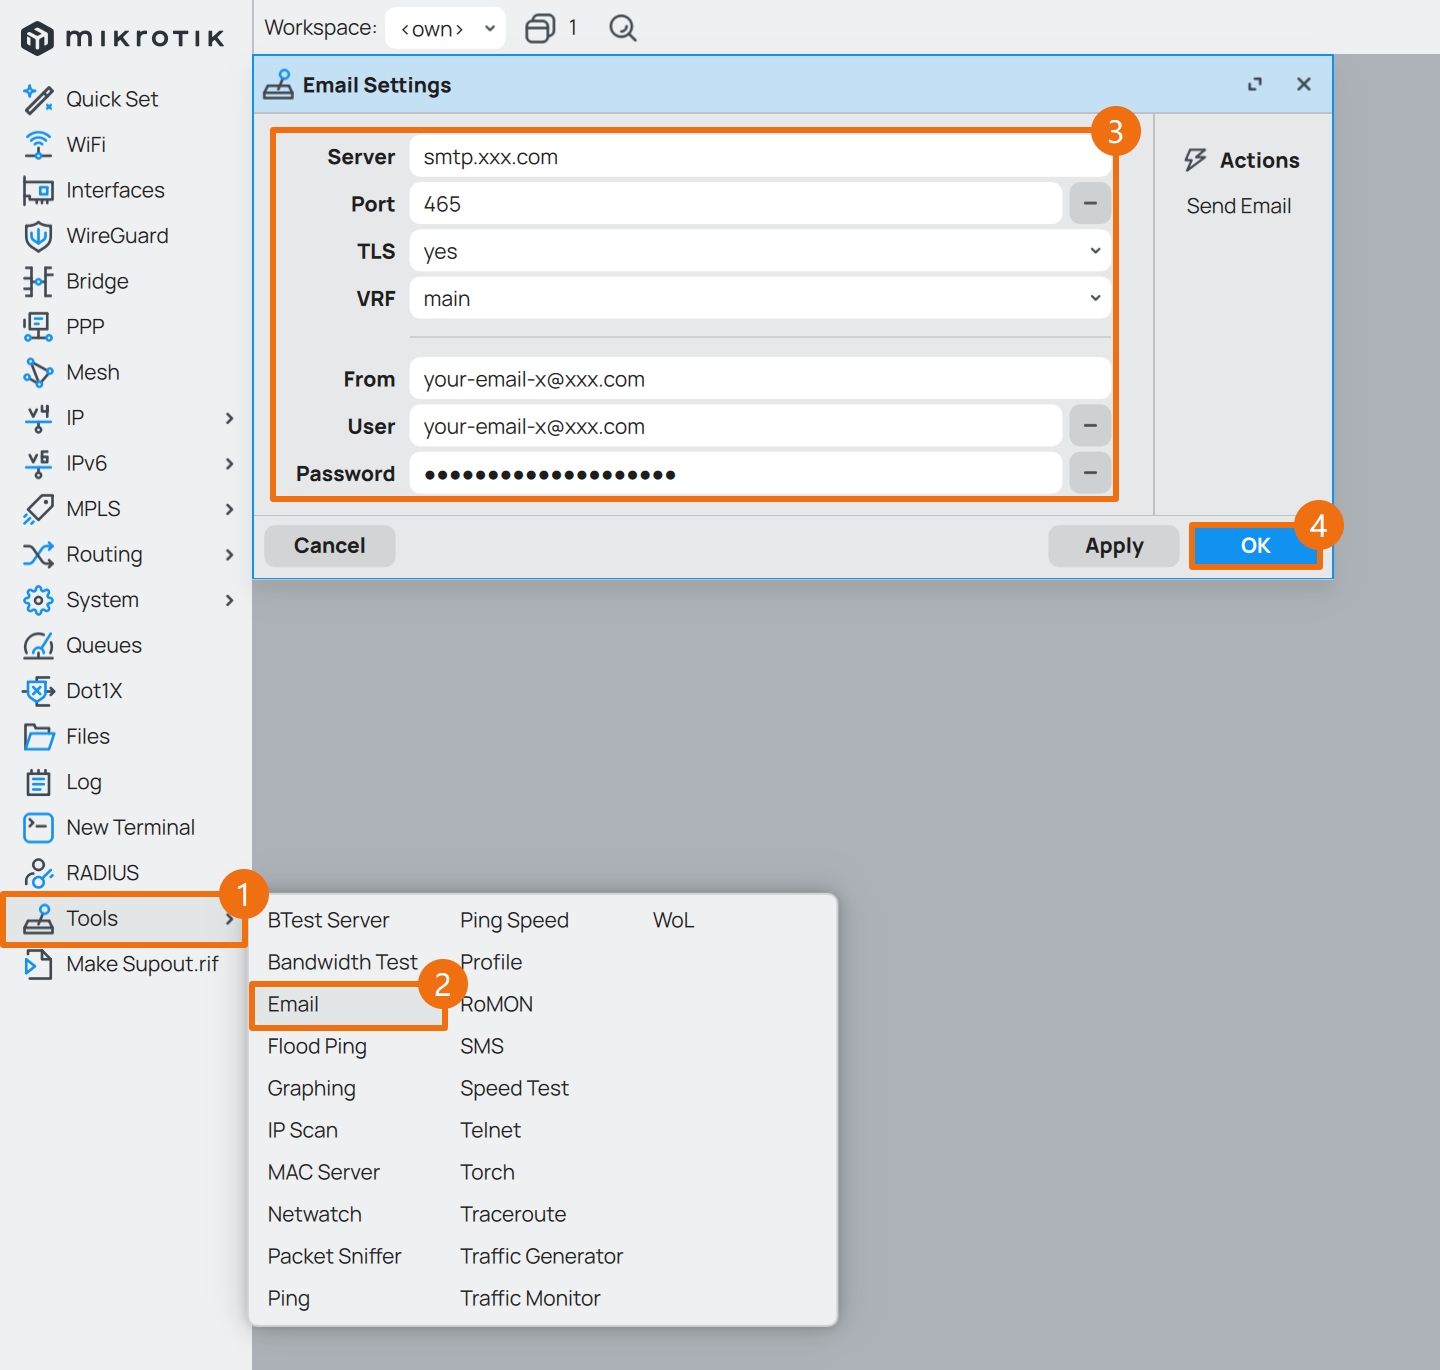 mikrotik
Workspace: <own> 1
Quick Set
WiFi
Interfaces
WireGuard
Bridge
PPP
Mesh
v4 IP
v6 IPv6
MPLS
Routing
System
Queues
Dot1X
Files
Log
New Terminal
RADIUS
Tools
Make Supout.rif
1
Email Settings
3
Server smtp.xxx.com
Port 465
TLS yes
VRF main
From your-email-x@xxx.com
User your-email-x@xxx.com
Password ••••••••••••••••••••
Actions
Send Email
Cancel Apply OK
4
BTest Server
Bandwidth Test
2
Email
Flood Ping
Graphing
IP Scan
MAC Server
Netwatch
Packet Sniffer
Ping
Ping Speed
Profile
RoMON
SMS
Speed Test
Telnet
Torch
Traceroute
Traffic Generator
Traffic Monitor
WoL